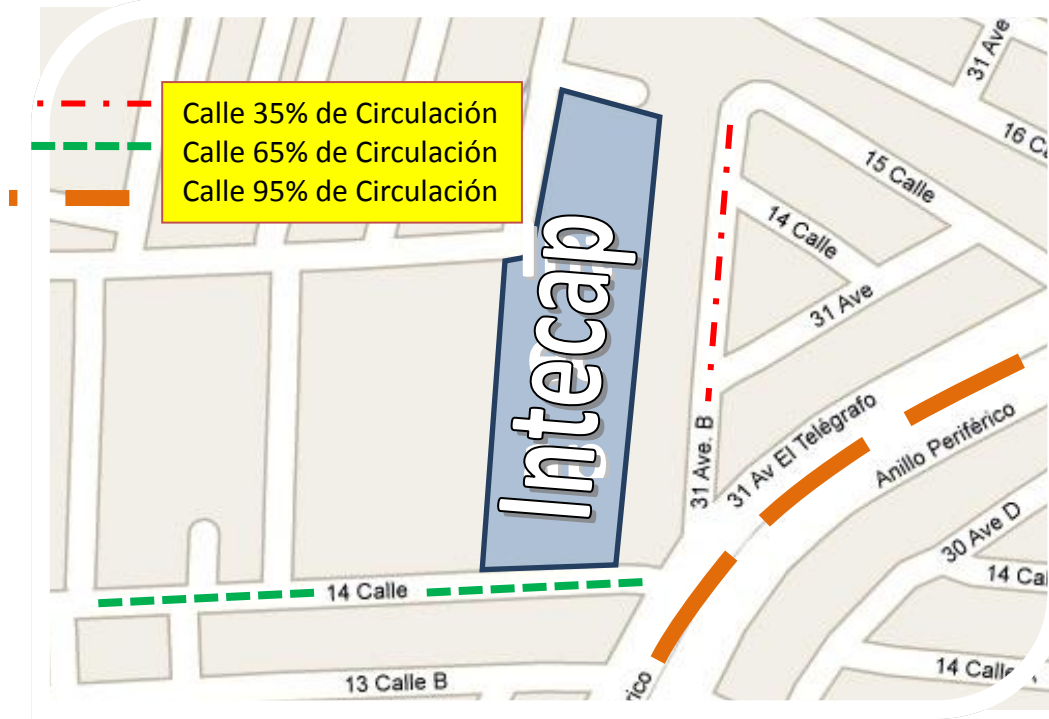 Calle 35% de Circulación
Calle 65% de Circulación
Calle 95% de Circulación
31 Ave
16 Ca
15 Calle
14 Calle
31 Ave
Intecap
31 Ave. B
31 Av El Telégrafo
Anillo Periférico
30 Ave D
14 Cal
14 Calle
14 Calle
13 Calle B
rico